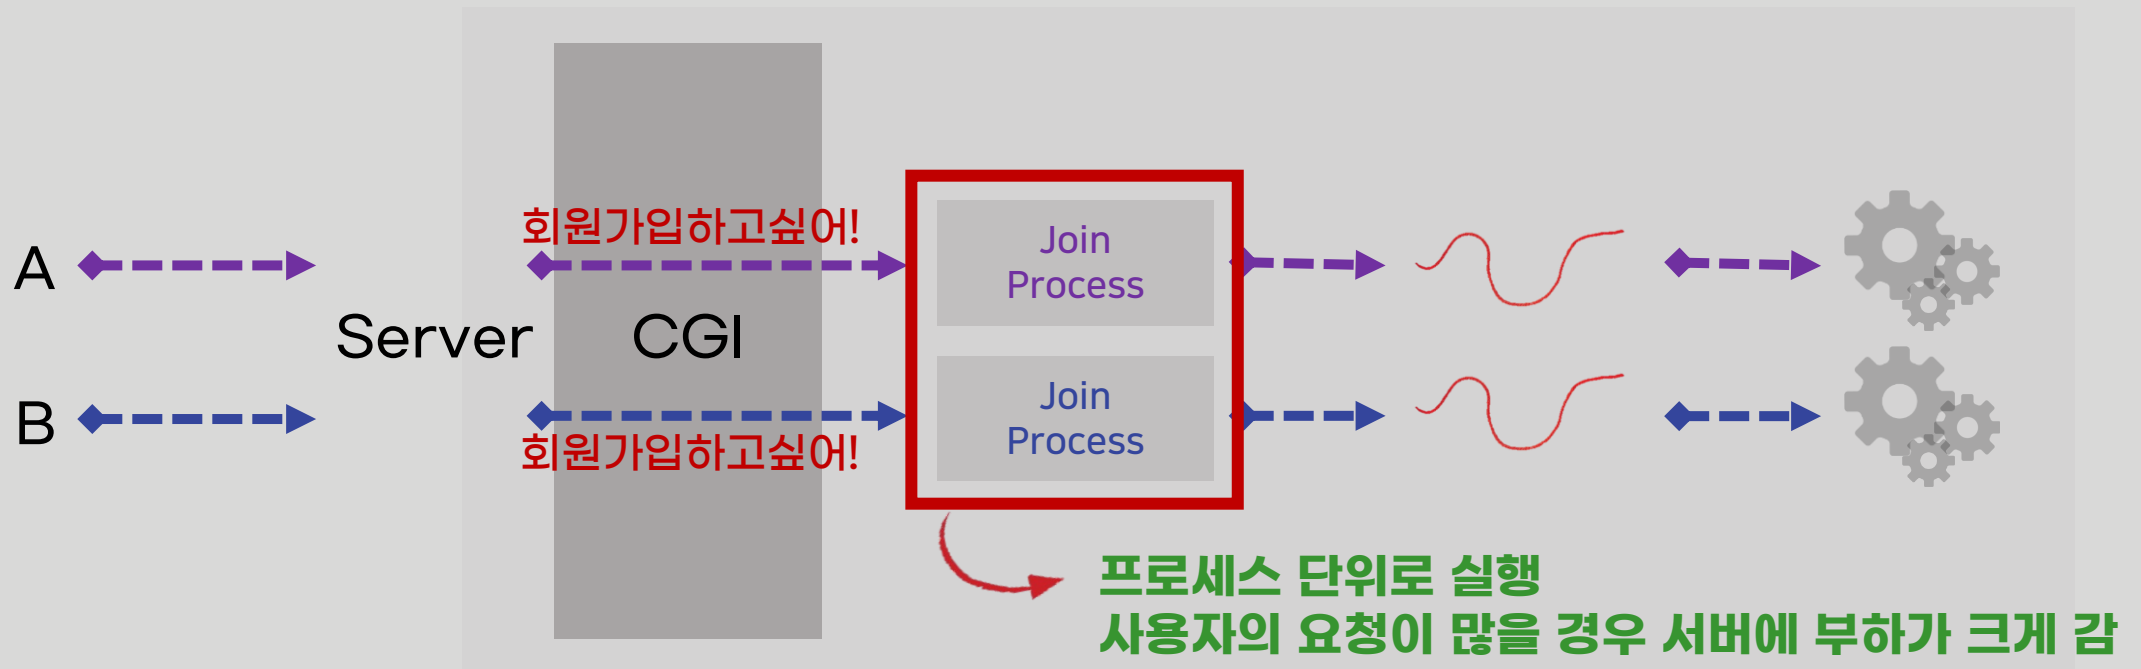 회원가입하고싶어!
A
Join
Process
Server
CGI
B
회원가입하고싶어!
Join
Process
프로세스 단위로 실행
사용자의 요청이 많을 경우 서버에 부하가 크게 감